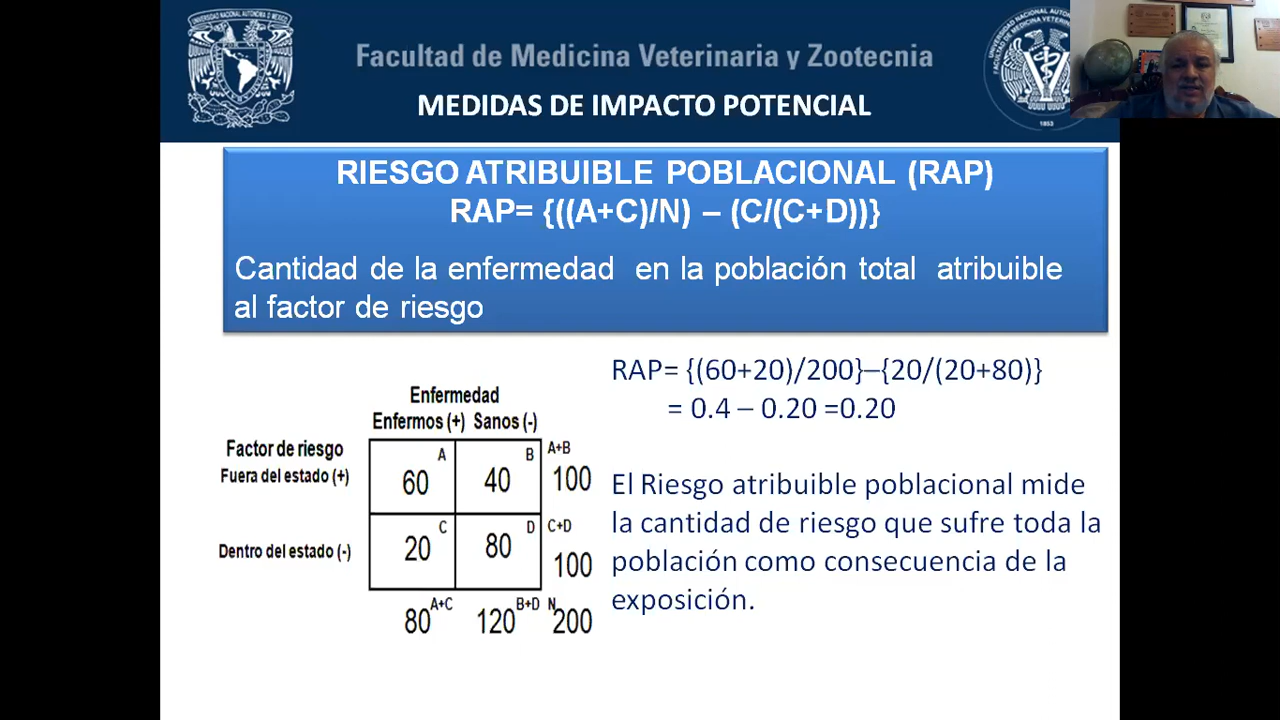 Facultad de Medicina Veterinaria y Zootecnia
MEDIDAS DE IMPACTO POTENCIAL
1853
RIESGO ATRIBUIBLE POBLACIONAL (RAP)
RAP= {((A+C)/N) – (C/(C+D))}
Cantidad de la enfermedad en la población total atribuible
al factor de riesgo
RAP= {(60+20)/200}–{20/(20+80)}
= 0.4 – 0.20 =0.20
El Riesgo atribuible poblacional mide
la cantidad de riesgo que sufre toda la
población como consecuencia de la
exposición.
Enfermedad
Enfermos (+) Sanos (-)
Factor de riesgo
Fuera del estado (+)
A
60
B
40
A+B
100
Dentro del estado (-)
C
20
D
80
C+D
100
A+C
80
B+D
120
N
200